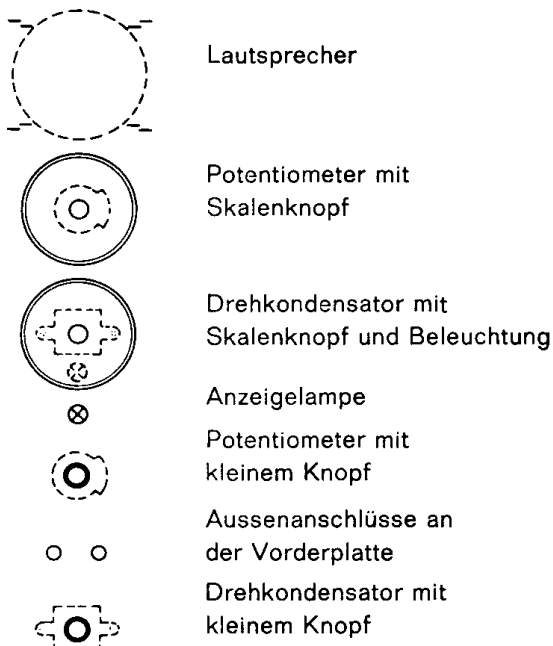 Lautsprecher
Potentiometer mit
Skalenknopf
Drehkondensator mit
Skalenknopf und Beleuchtung
Anzeigelampe
Potentiometer mit
kleinem Knopf
Aussenanschlüsse an
der Vorderplatte
Drehkondensator mit
kleinem Knopf